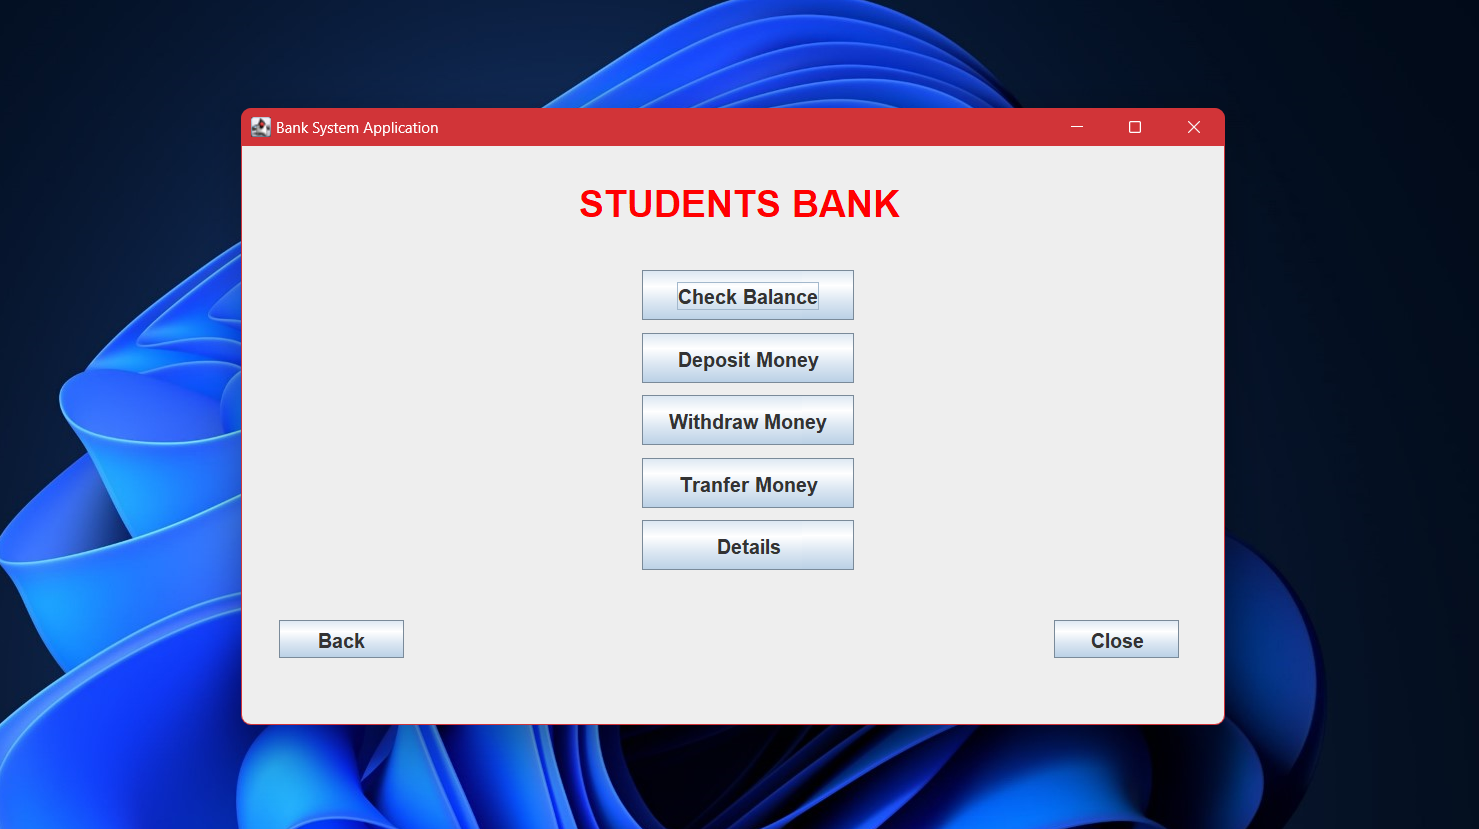 Bank System Application
STUDENTS BANK
Check Balance
Deposit Money
Withdraw Money
Tranfer Money
Details
Back
Close